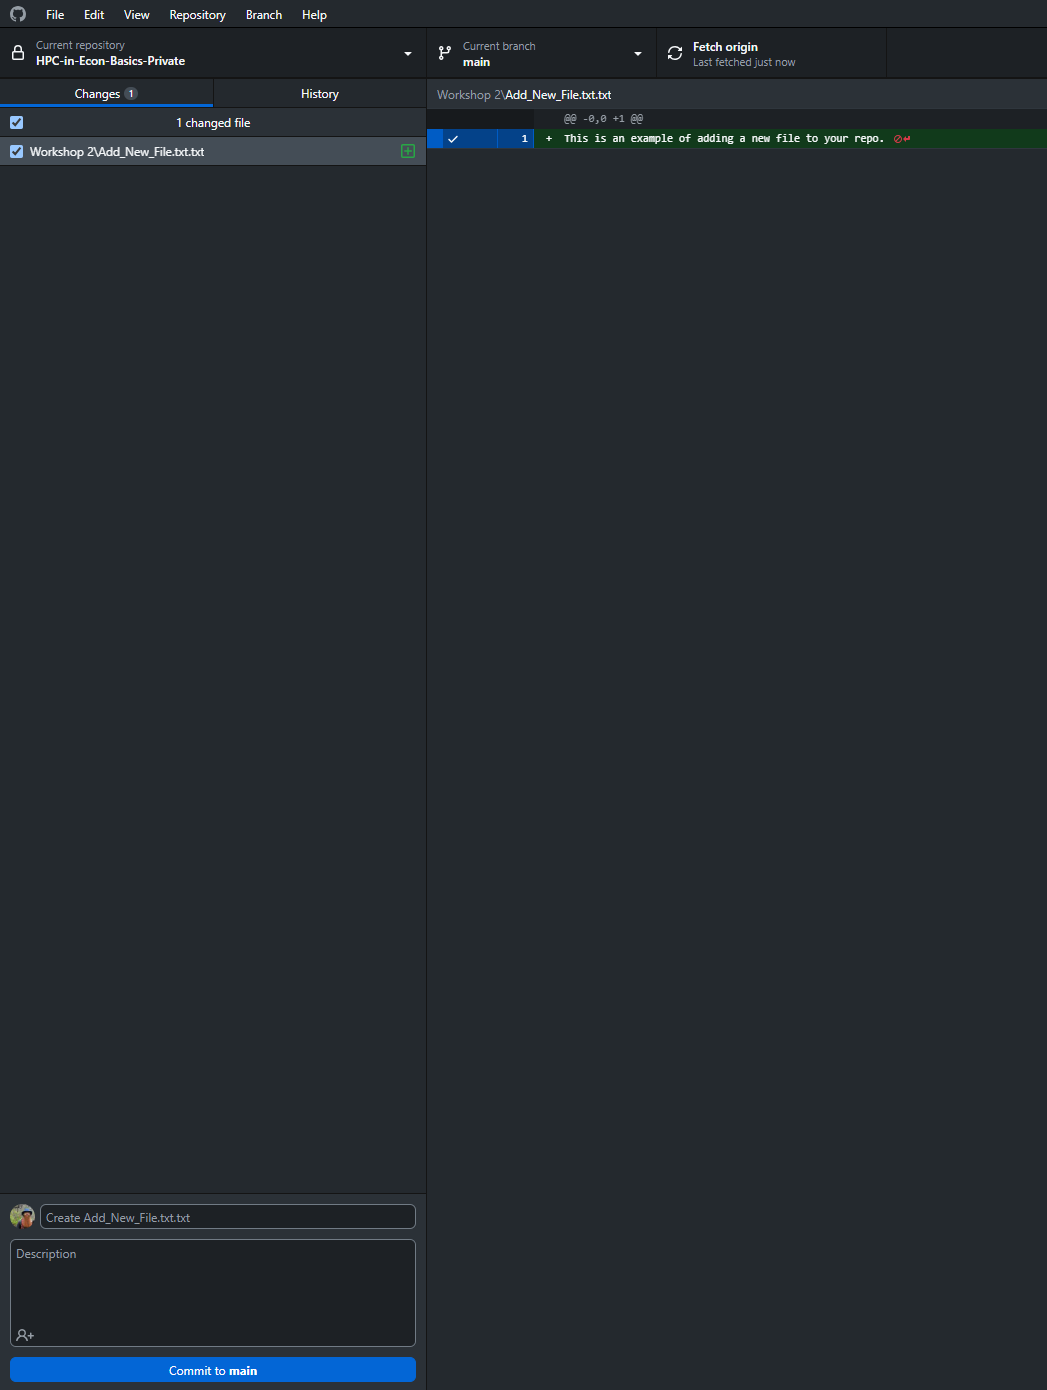 File Edit View Repository Branch Help
Current repository
HPC-in-Econ-Basics-Private
Current branch
main
Fetch origin
Last fetched just now
Changes 1 History
Workshop 2\Add_New_File.txt.txt
1 changed file
@@ -0,0 +1 @@
Workshop 2\Add_New_File.txt.txt
1 + This is an example of adding a new file to your repo.
Create Add_New_File.txt.txt
Description
Commit to main